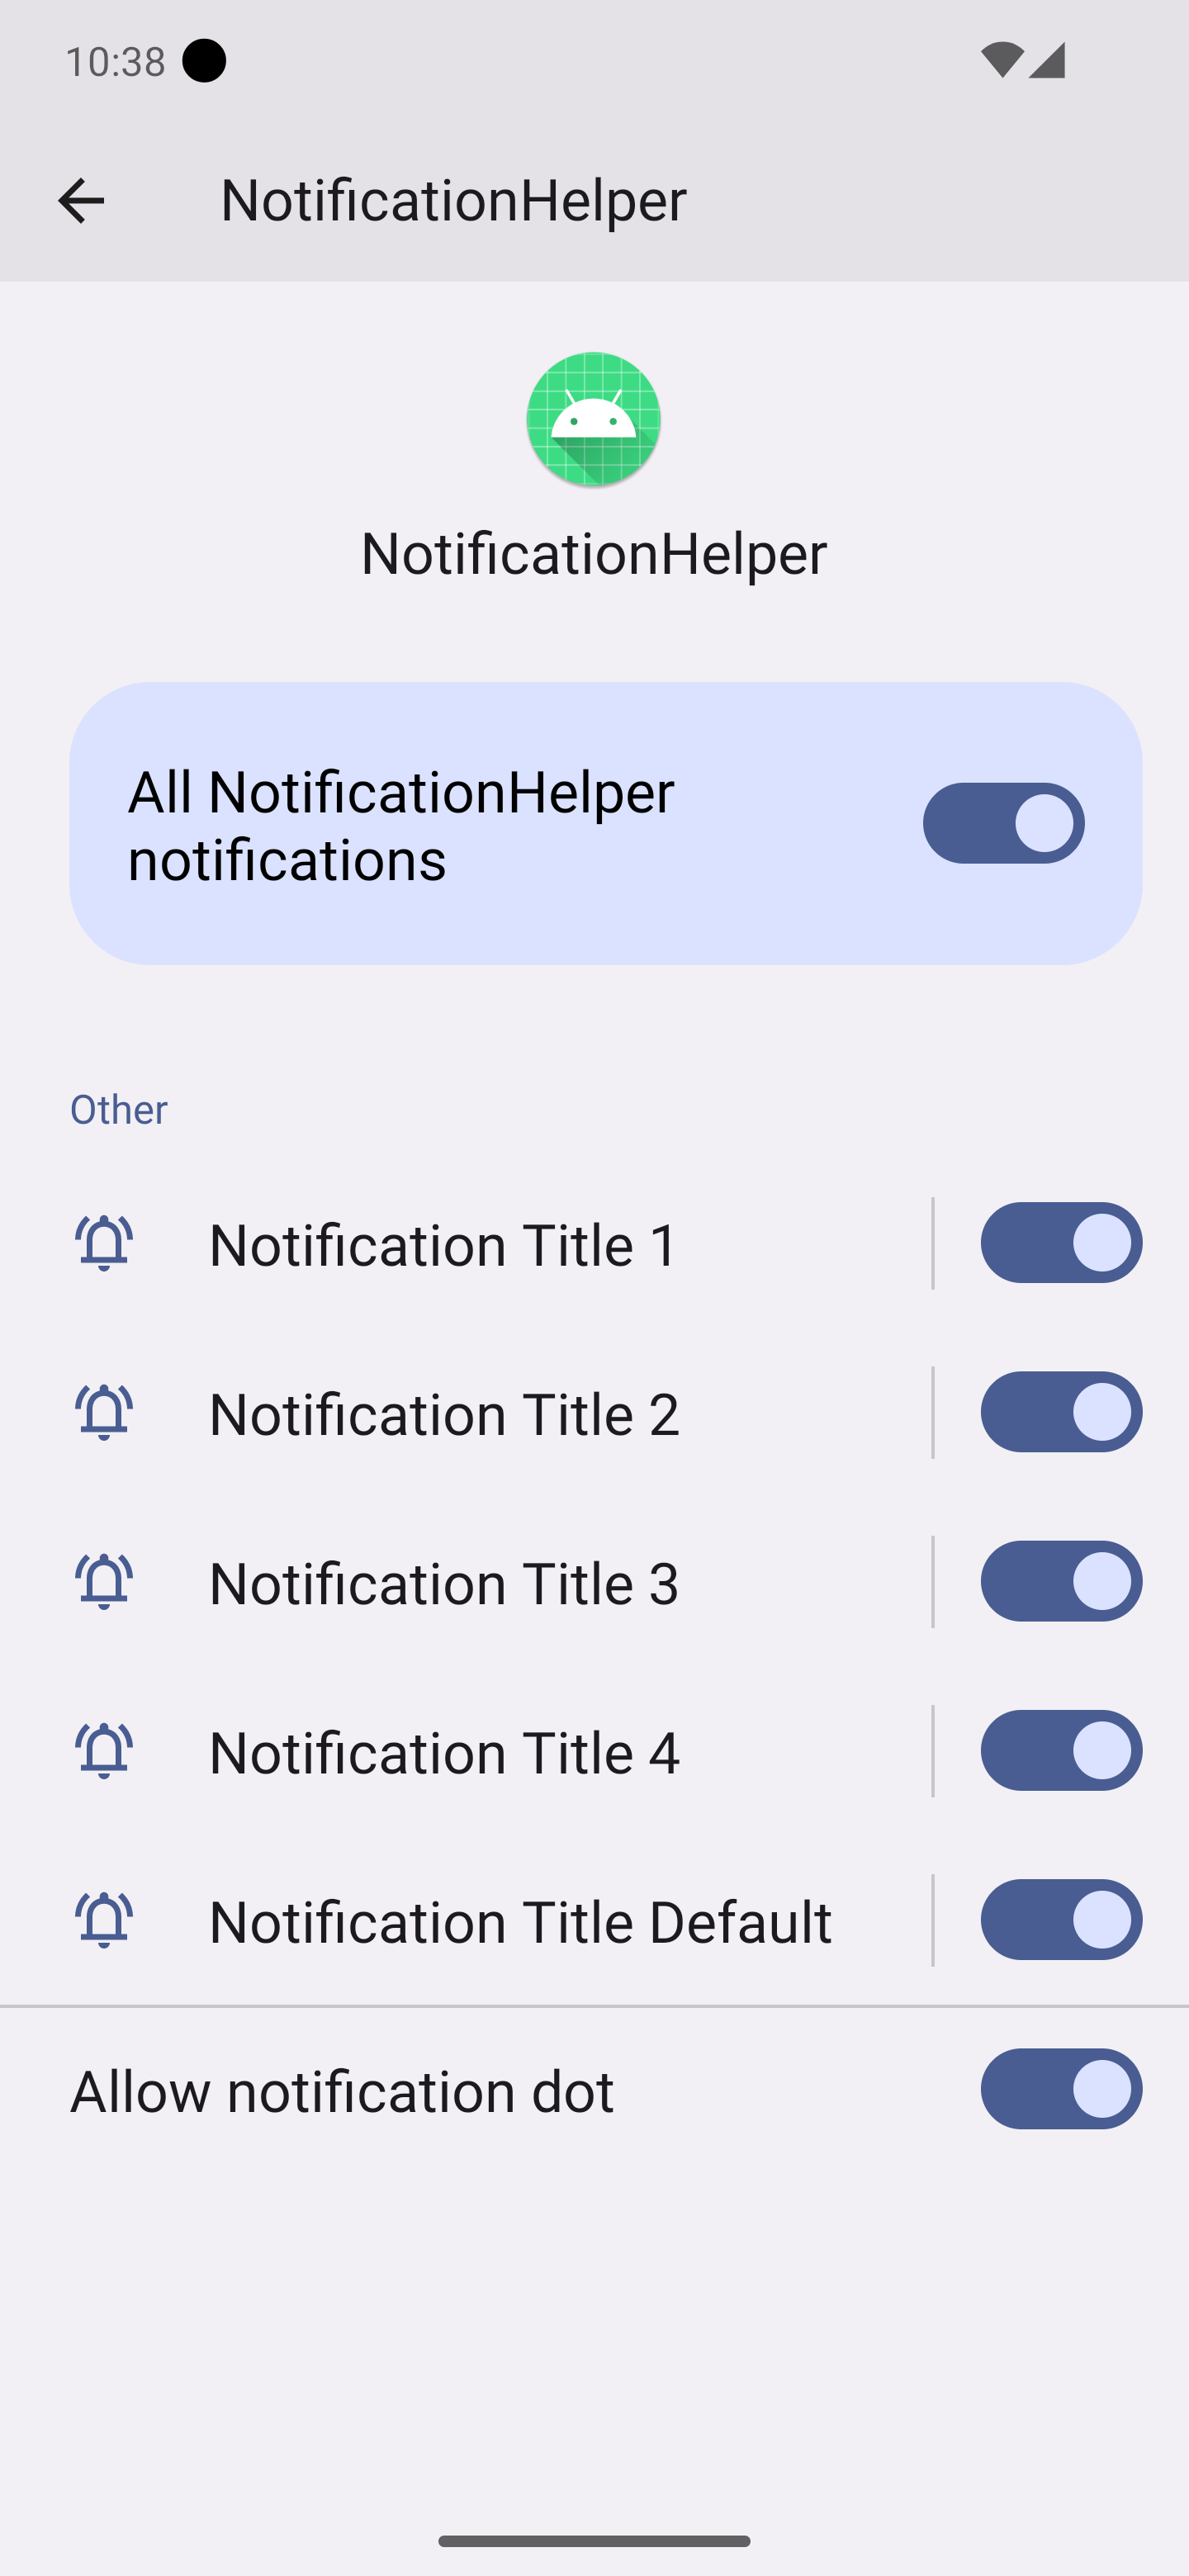 10:38
NotificationHelper
NotificationHelper
All NotificationHelper
notifications
Other
Notification Title 1
Notification Title 2
Notification Title 3
Notification Title 4
Notification Title Default
Allow notification dot